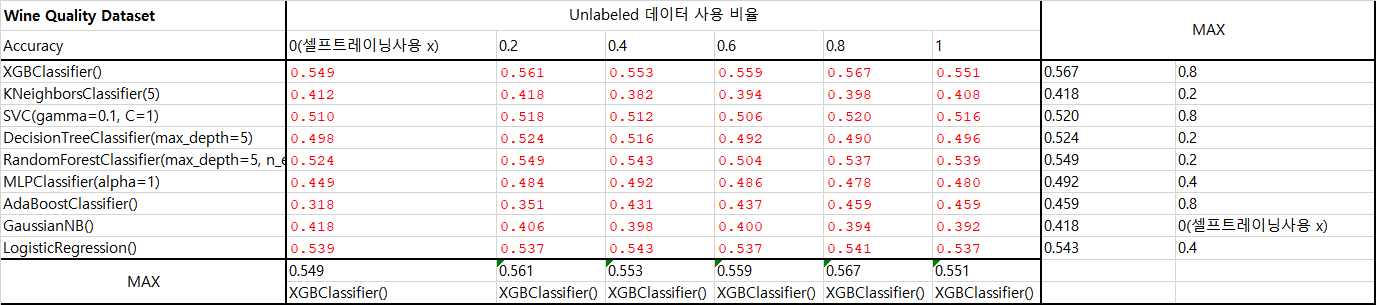 Wine Quality Dataset Unlabeled 데이터 사용 비율 MAX
Accuracy 0(셀프트레이닝사용 x) 0.2 0.4 0.6 0.8 1
XGBClassifier() 0.549 0.561 0.553 0.559 0.567 0.551 0.567 0.8
KNeighborsClassifier(5) 0.412 0.418 0.382 0.394 0.398 0.408 0.418 0.2
SVC(gamma=0.1, C=1) 0.510 0.518 0.512 0.506 0.520 0.516 0.520 0.8
DecisionTreeClassifier(max_depth=5) 0.498 0.524 0.516 0.492 0.490 0.496 0.524 0.2
RandomForestClassifier(max_depth=5, n_e 0.524 0.549 0.543 0.504 0.537 0.539 0.549 0.2
MLPClassifier(alpha=1) 0.449 0.484 0.492 0.486 0.478 0.480 0.492 0.4
AdaBoostClassifier() 0.318 0.351 0.431 0.437 0.459 0.459 0.459 0.8
GaussianNB() 0.418 0.406 0.398 0.400 0.394 0.392 0.418 0(셀프트레이닝사용 x)
LogisticRegression() 0.539 0.537 0.543 0.537 0.541 0.537 0.543 0.4
MAX 0.549 0.561 0.553 0.559 0.567 0.551
XGBClassifier() XGBClassifier() XGBClassifier() XGBClassifier() XGBClassifier() XGBClassifier()